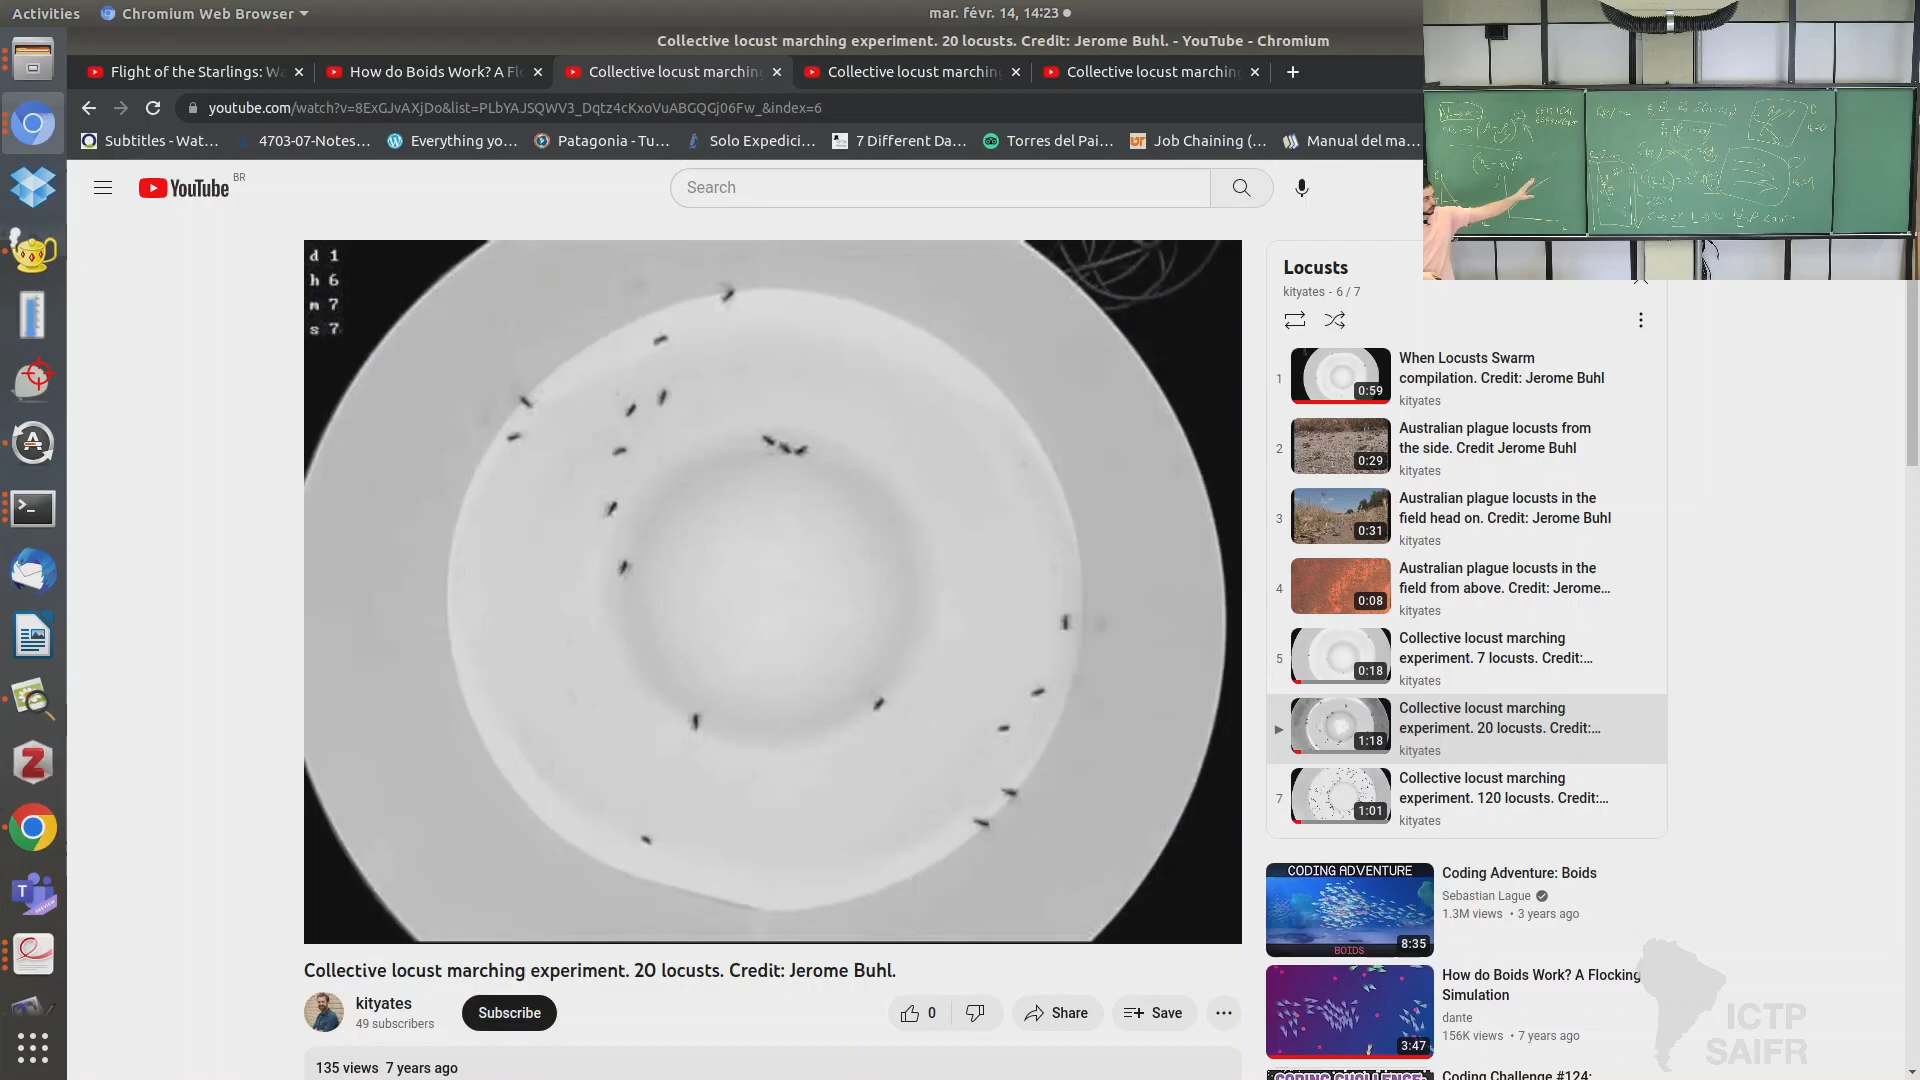 Activities
Chromium Web Browser
mar. févr. 14, 14:23
Collective locust marching experiment. 20 locusts. Credit: Jerome Buhl. - YouTube - Chromium
Flight of the Starlings: Wa
How do Boids Work? A Fl
Collective locust marching
Collective locust marching
Collective locust marching
youtube.com/watch?v=8ExGJvAXjDo&list=PLbYAJSQWV3_Dqtz4cKxoVuABGQGj06Fw_&index=6
Subtitles - Wat...
4703-07-Notes...
Everything yo...
Patagonia - Tu...
Solo Expedici...
7 Different Da...
Torres del Pai...
Job Chaining (...
Manual del ma...
YouTube BR
Search
d 1
h 6
m 7
s 7
Locusts
kityates - 6 / 7
1
When Locusts Swarm
compilation. Credit: Jerome Buhl
kityates
0:59
2
Australian plague locusts from
the side. Credit Jerome Buhl
kityates
0:29
3
Australian plague locusts in the
field head on. Credit: Jerome Buhl
kityates
0:31
4
Australian plague locusts in the
field from above. Credit: Jerome...
kityates
0:08
5
Collective locust marching
experiment. 7 locusts. Credit:...
kityates
0:18
Collective locust marching
experiment. 20 locusts. Credit:...
kityates
1:18
7
Collective locust marching
experiment. 120 locusts. Credit:...
kityates
1:01
CODING ADVENTURE
BOIDS
8:35
Coding Adventure: Boids
Sebastian Lague
1.3M views • 3 years ago
3:47
How do Boids Work? A Flocking
Simulation
dante
156K views • 7 years ago
CODING CHALLENGE
Coding Challenge #124:
Collective locust marching experiment. 20 locusts. Credit: Jerome Buhl.
kityates
49 subscribers
Subscribe
0
Share
Save
135 views 7 years ago
ICTP
SAIFR